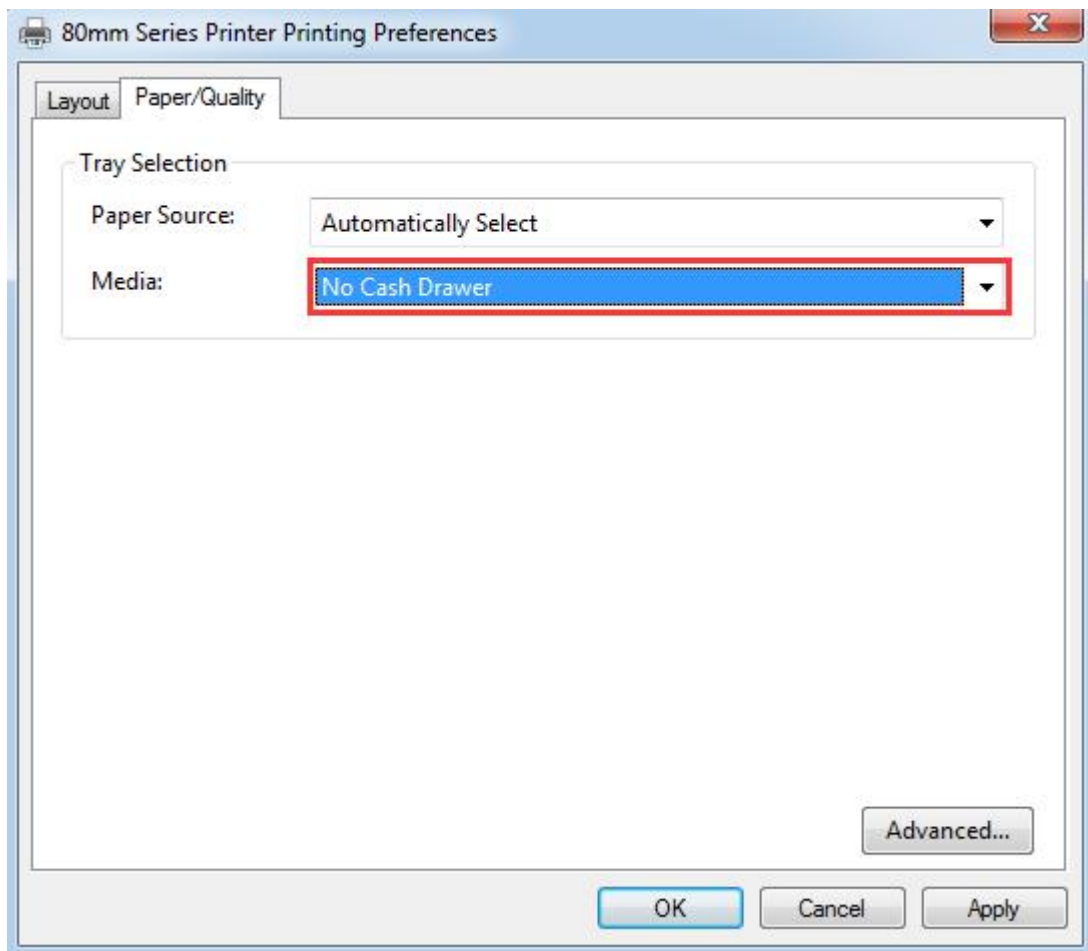 80mm Series Printer Printing Preferences
Layout Paper/Quality
Tray Selection
Paper Source: Automatically Select
Media: No Cash Drawer
Advanced...
OK Cancel Apply